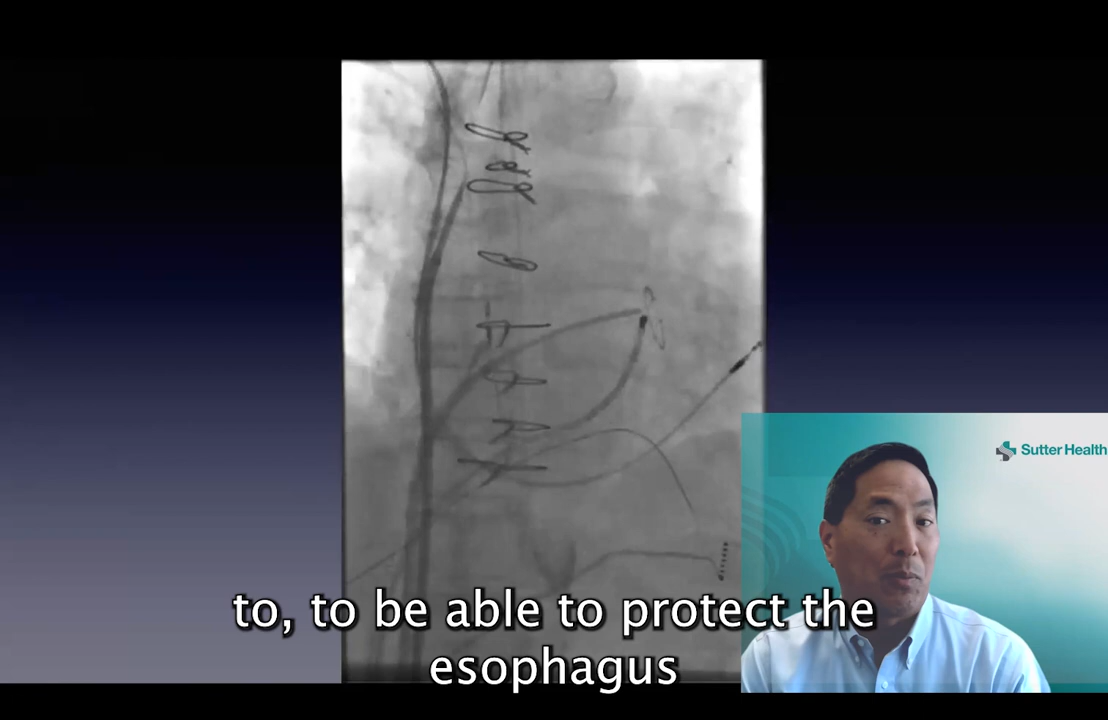 Sutter Health
to, to be able to protect the
esophagus